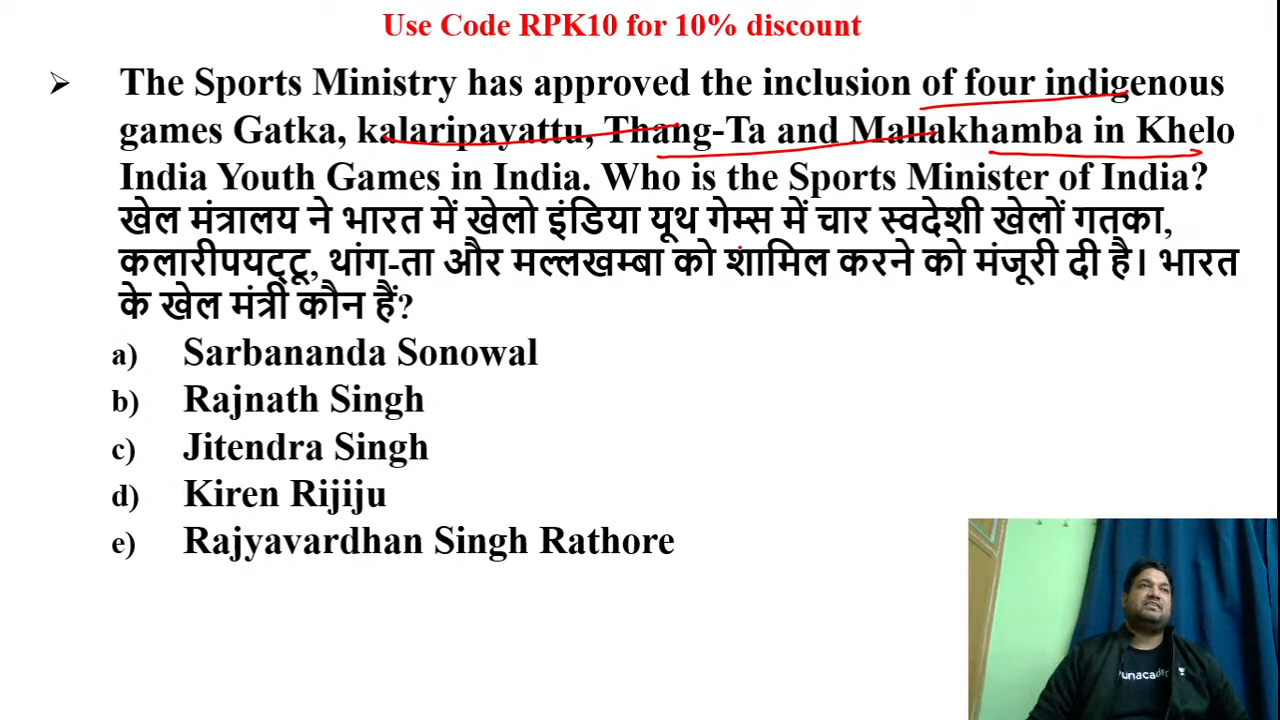 Use Code RPK10 for 10% discount
➢ The Sports Ministry has approved the inclusion of four indigenous
games Gatka, kalaripayattu, Thang-Ta and Mallakhamba in Khelo
India Youth Games in India. Who is the Sports Minister of India?
खेल मंत्रालय ने भारत में खेलो इंडिया यूथ गेम्स में चार स्वदेशी खेलों गतका,
कलारीपयट्टू, थांग-ता और मल्लखम्बा को शामिल करने को मंजूरी दी है। भारत
के खेल मंत्री कौन हैं?
a) Sarbananda Sonowal
b) Rajnath Singh
c) Jitendra Singh
d) Kiren Rijiju
e) Rajyavardhan Singh Rathore